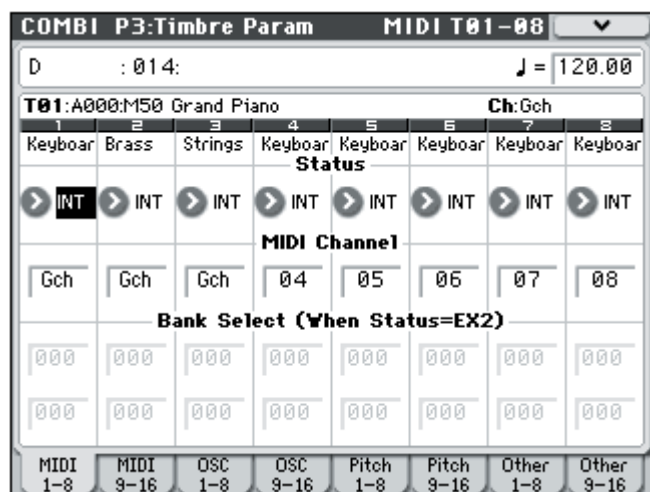 COMBI P3:Timbre Param MIDI T01-08
D :014: ♩= 120.00
T01:A000:M50 Grand Piano Ch:Gch
1 2 3 4 5 6 7 8
Keyboar Brass Strings Keyboar Keyboar Keyboar Keyboar Keyboar
Status
INT INT INT INT INT INT INT INT
MIDI Channel
Gch Gch Gch 04 05 06 07 08
Bank Select (When Status=EX2)
000 000 000 000 000 000 000 000
000 000 000 000 000 000 000 000
MIDI MIDI OSC OSC Pitch Pitch Other Other
1-8 9-16 1-8 9-16 1-8 9-16 1-8 9-16